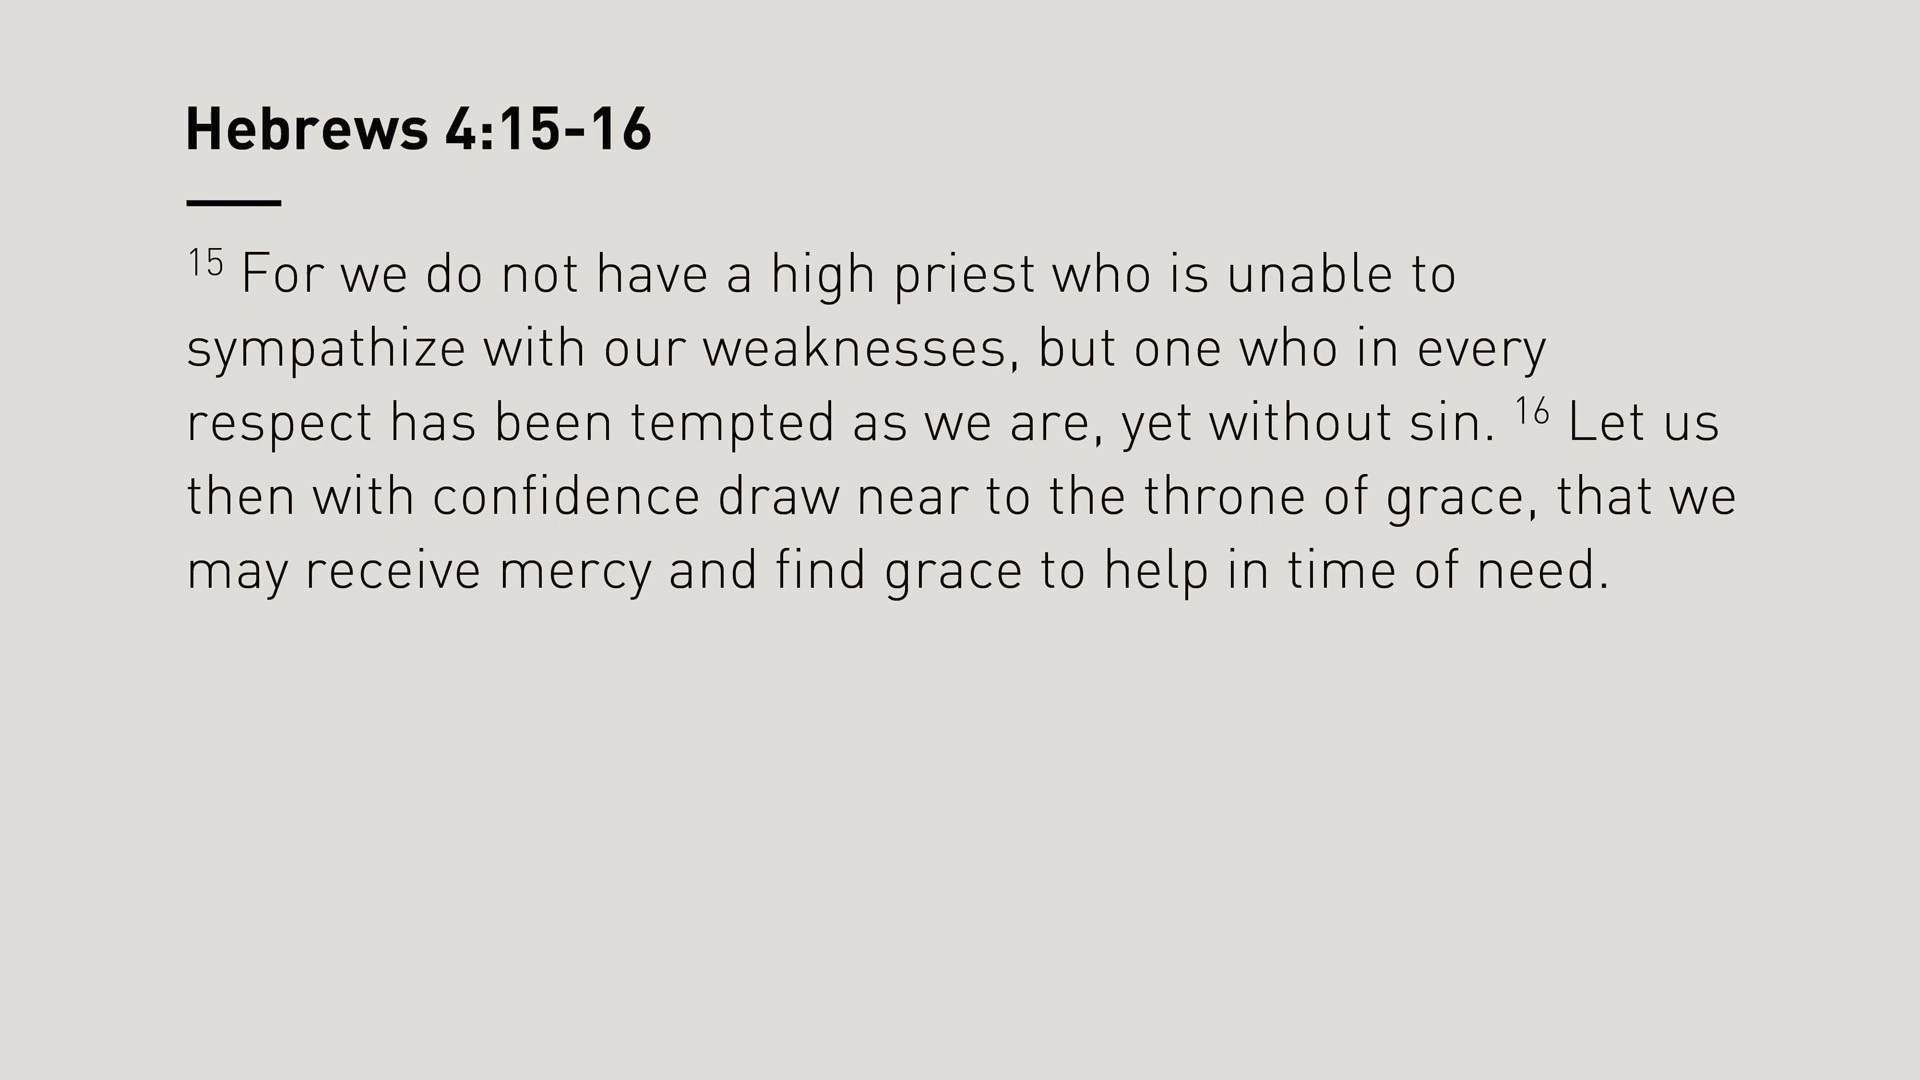 Hebrews 4:15-16
15 For we do not have a high priest who is unable to
sympathize with our weaknesses, but one who in every
respect has been tempted as we are, yet without sin. 16 Let us
then with confidence draw near to the throne of grace, that we
may receive mercy and find grace to help in time of need.